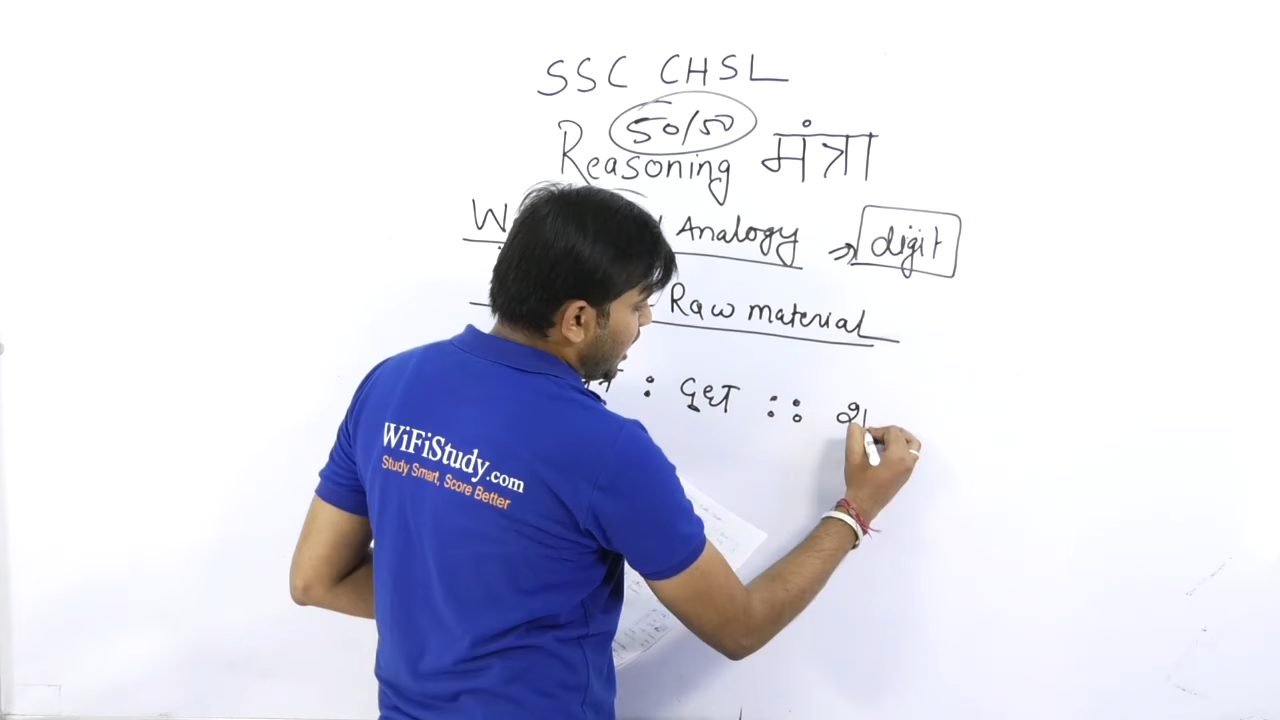 SSC CHSL
50/50
Reasoning मंत्रा
Analogy → digit
Raw material
: दूध ::
WiFiStudy.com
Study Smart, Score Better